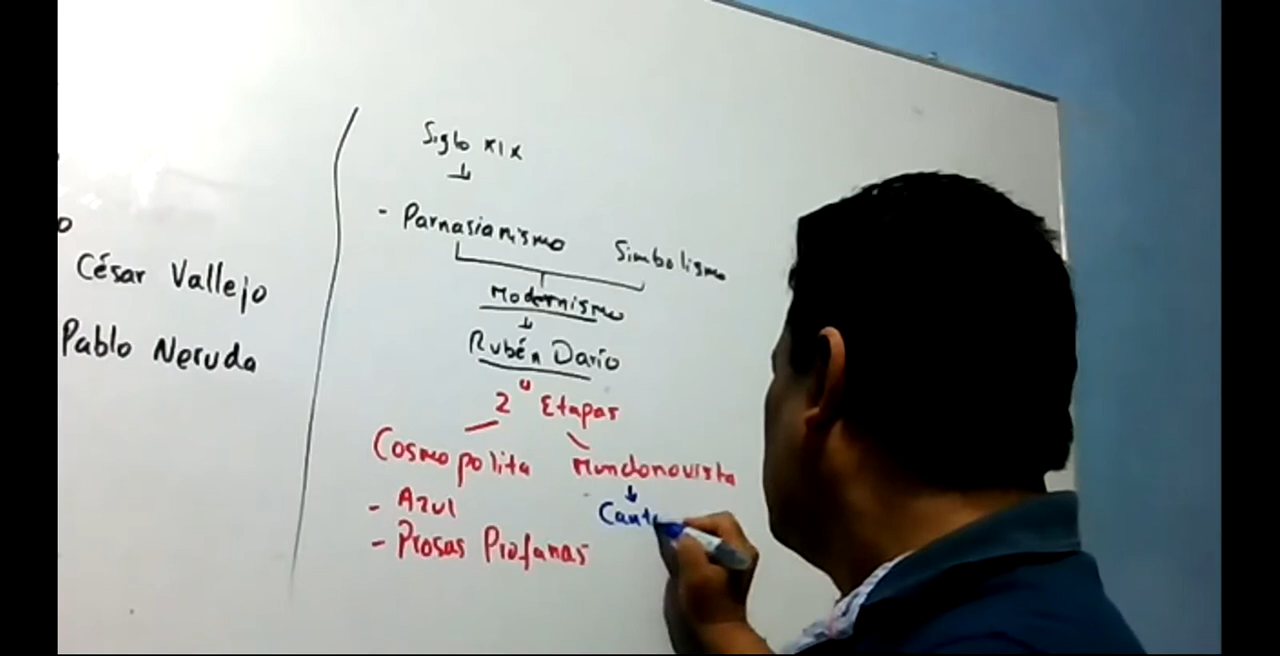 César Vallejo
Pablo Neruda
Siglo XIX
- Parnasianismo Simbolismo
Modernismo
Rubén Darío
2 Etapas
Cosmopolita Mundonovista
- Azul
- Prosas Profanas
Cant